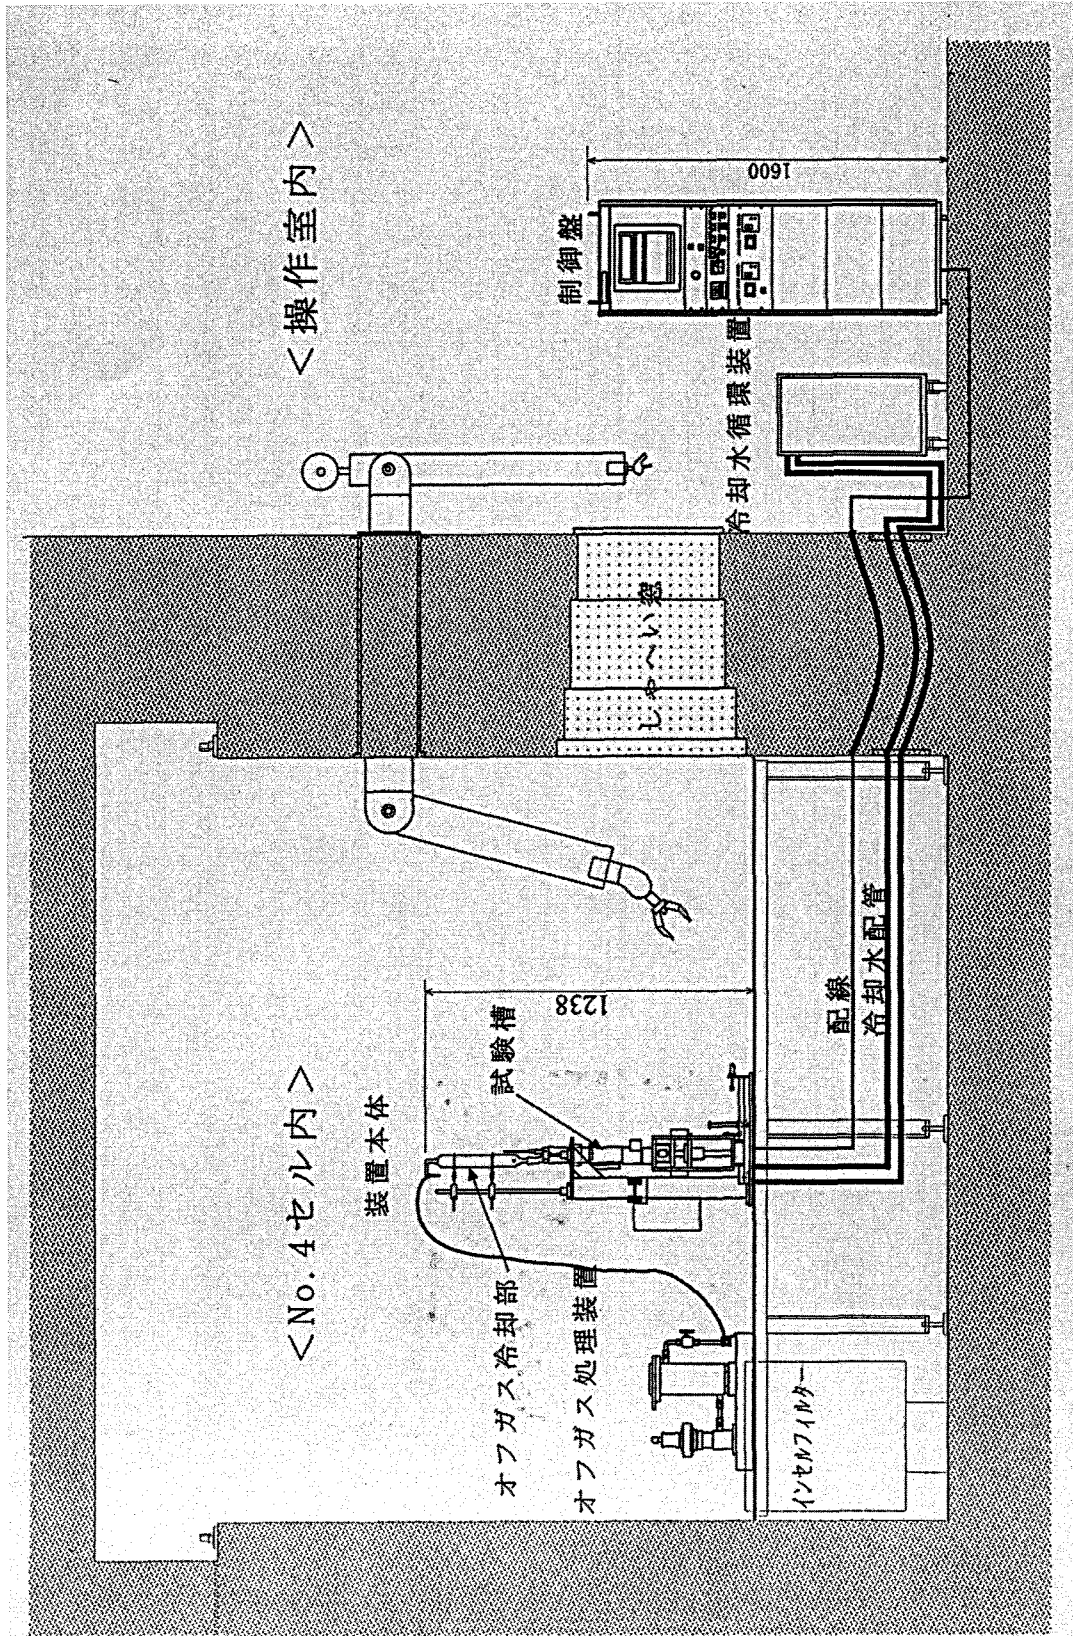 ＜No.4セル内＞
＜操作室内＞
装置本体
オフガス冷却部
試験槽
1238
オフガス処理装置
しゃへい窓
制御盤
1600
冷却水循環装置
インセルフィルター
配線
冷却水配管